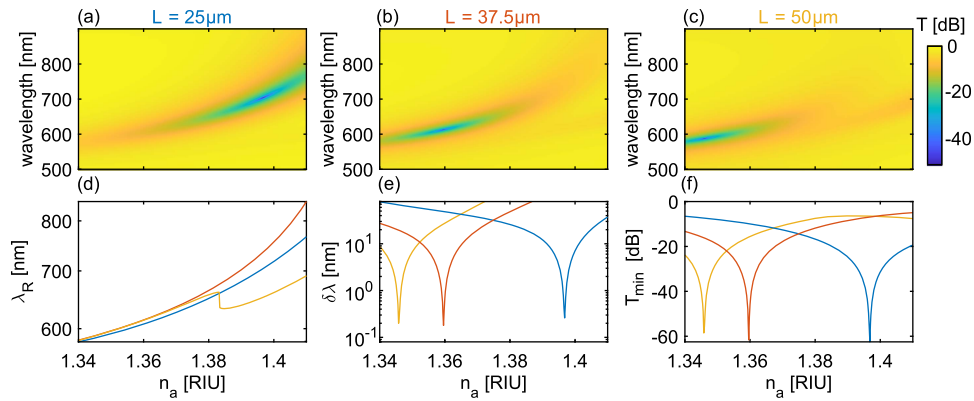 (a) L = 25μm (b) L = 37.5μm (c) L = 50μm T [dB]
wavelength [nm] 800 700 600 500
wavelength [nm] 800 700 600 500
wavelength [nm] 800 700 600 500
0 -20 -40
(d) (e) (f)
λR [nm] 800 700 600
δλ [nm] 10¹ 10⁰ 10⁻¹
Tmin [dB] 0 -20 -40 -60
1.34 1.36 1.38 1.4 1.34 1.36 1.38 1.4 1.34 1.36 1.38 1.4
na [RIU] na [RIU] na [RIU]